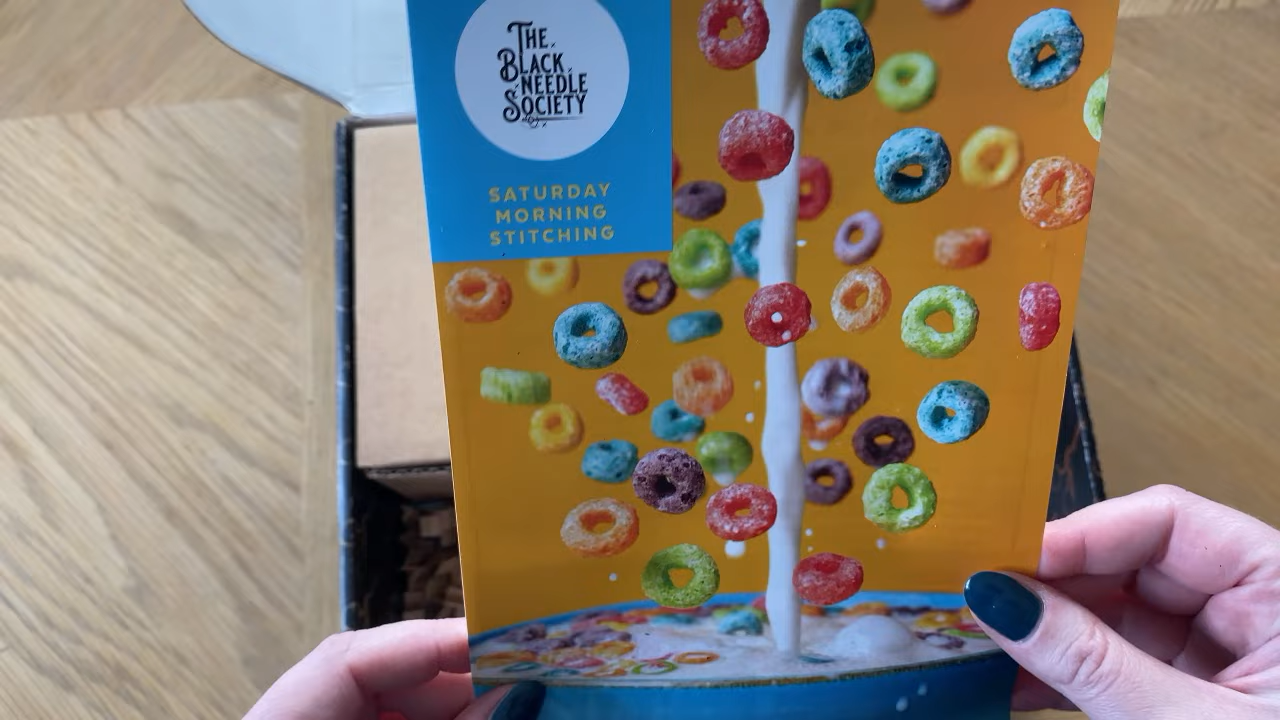 THE
BLACK
NEEDLE
SOCIETY
SATURDAY
MORNING
STITCHING